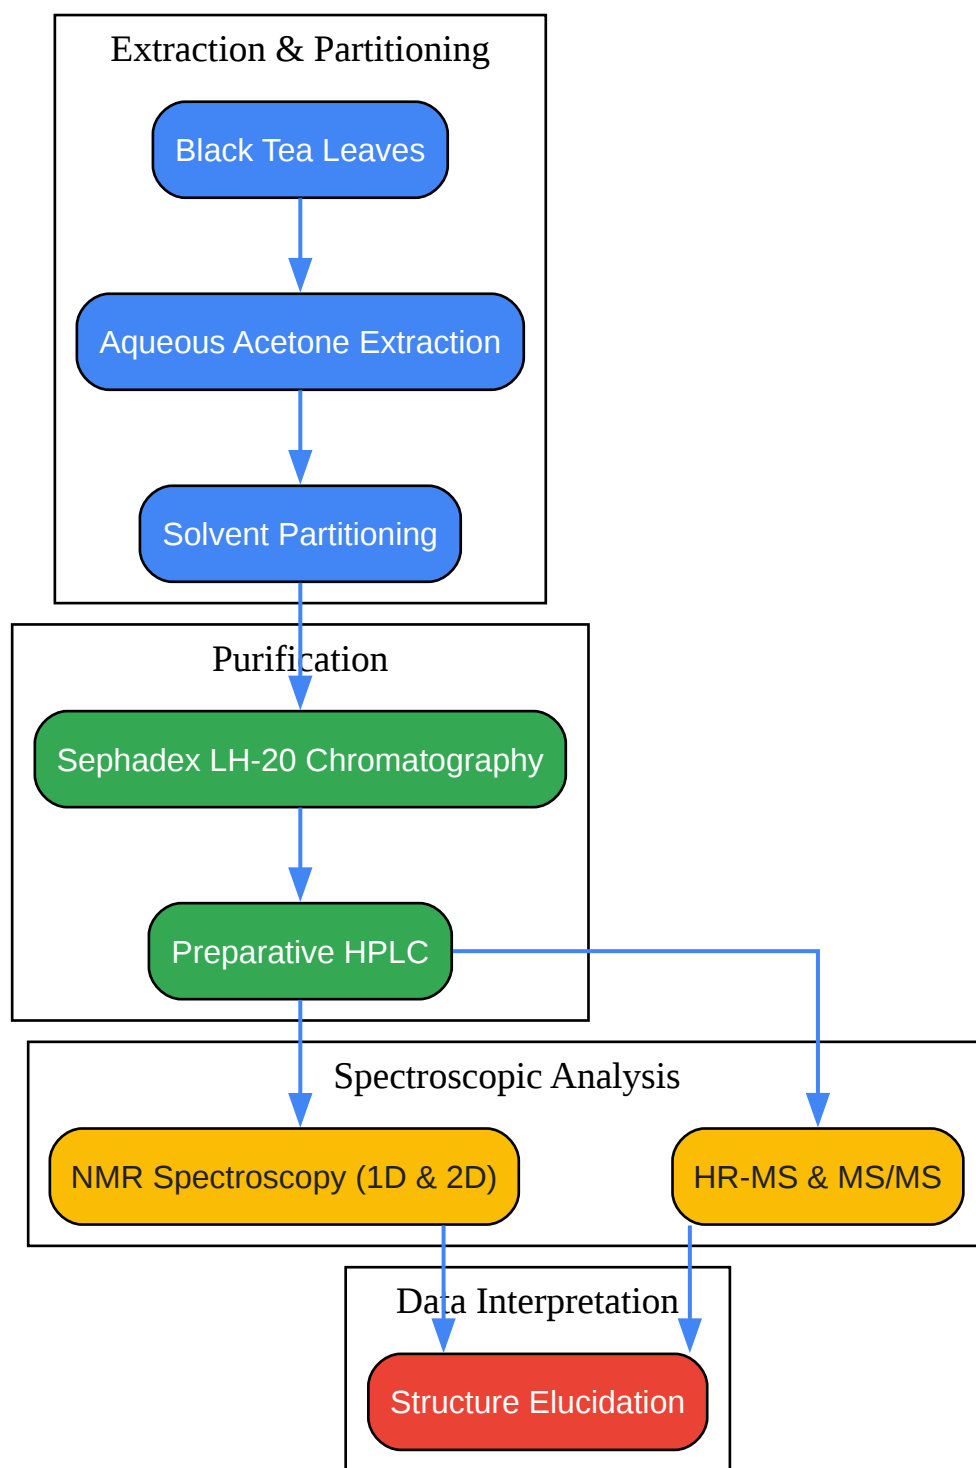 Extraction & Partitioning
Black Tea Leaves
Aqueous Acetone Extraction
Solvent Partitioning
Purification
Sephadex LH-20 Chromatography
Preparative HPLC
Spectroscopic Analysis
NMR Spectroscopy (1D & 2D)
HR-MS & MS/MS
Data Interpretation
Structure Elucidation